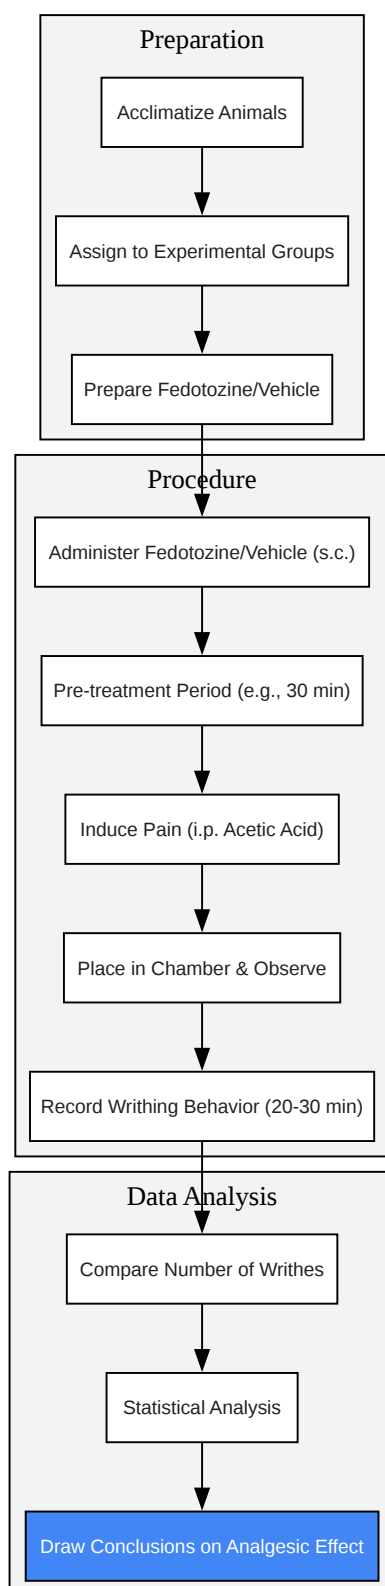 Preparation
Acclimatize Animals
Assign to Experimental Groups
Prepare Fedotozine/Vehicle
Procedure
Administer Fedotozine/Vehicle (s.c.)
Pre-treatment Period (e.g., 30 min)
Induce Pain (i.p. Acetic Acid)
Place in Chamber & Observe
Record Writhing Behavior (20-30 min)
Data Analysis
Compare Number of Writhes
Statistical Analysis
Draw Conclusions on Analgesic Effect